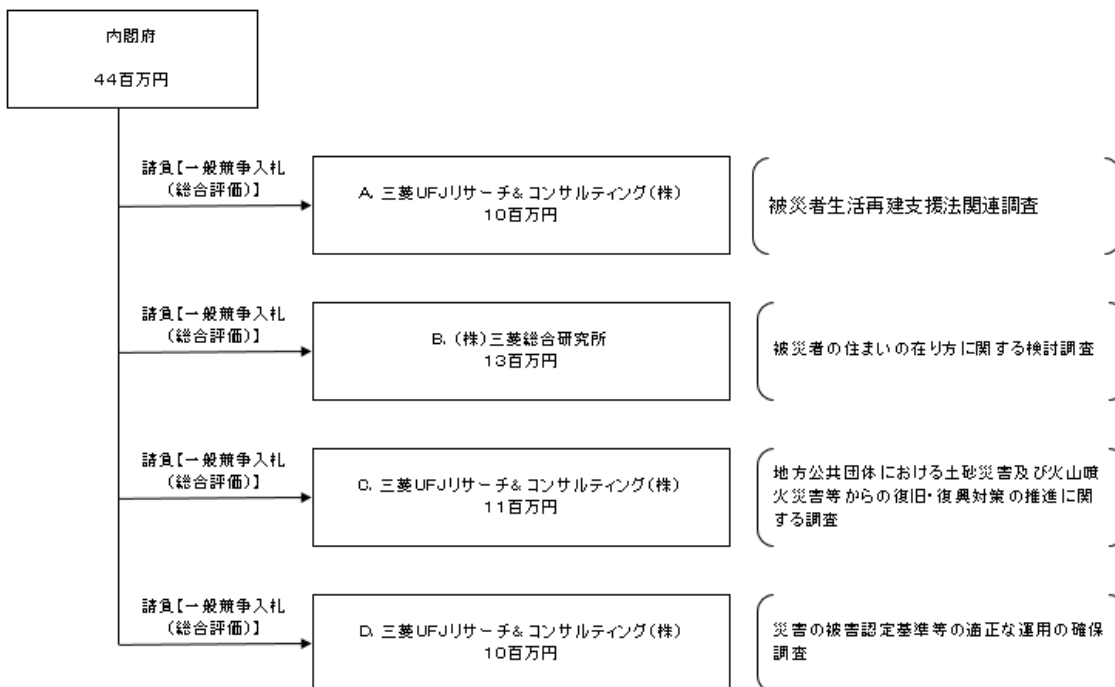 内閣府
44百万円
請負【一般競争入札
(総合評価)】
A. 三菱UFJリサーチ&コンサルティング(株)
10百万円
被災者生活再建支援法関連調査
請負【一般競争入札
(総合評価)】
B. (株)三菱総合研究所
13百万円
被災者の住まいの在り方に関する検討調査
請負【一般競争入札
(総合評価)】
C. 三菱UFJリサーチ&コンサルティング(株)
11百万円
地方公共団体における土砂災害及び火山噴
火災害等からの復旧・復興対策の推進に関
する調査
請負【一般競争入札
(総合評価)】
D. 三菱UFJリサーチ&コンサルティング(株)
10百万円
災害の被害認定基準等の適正な運用の確保
調査